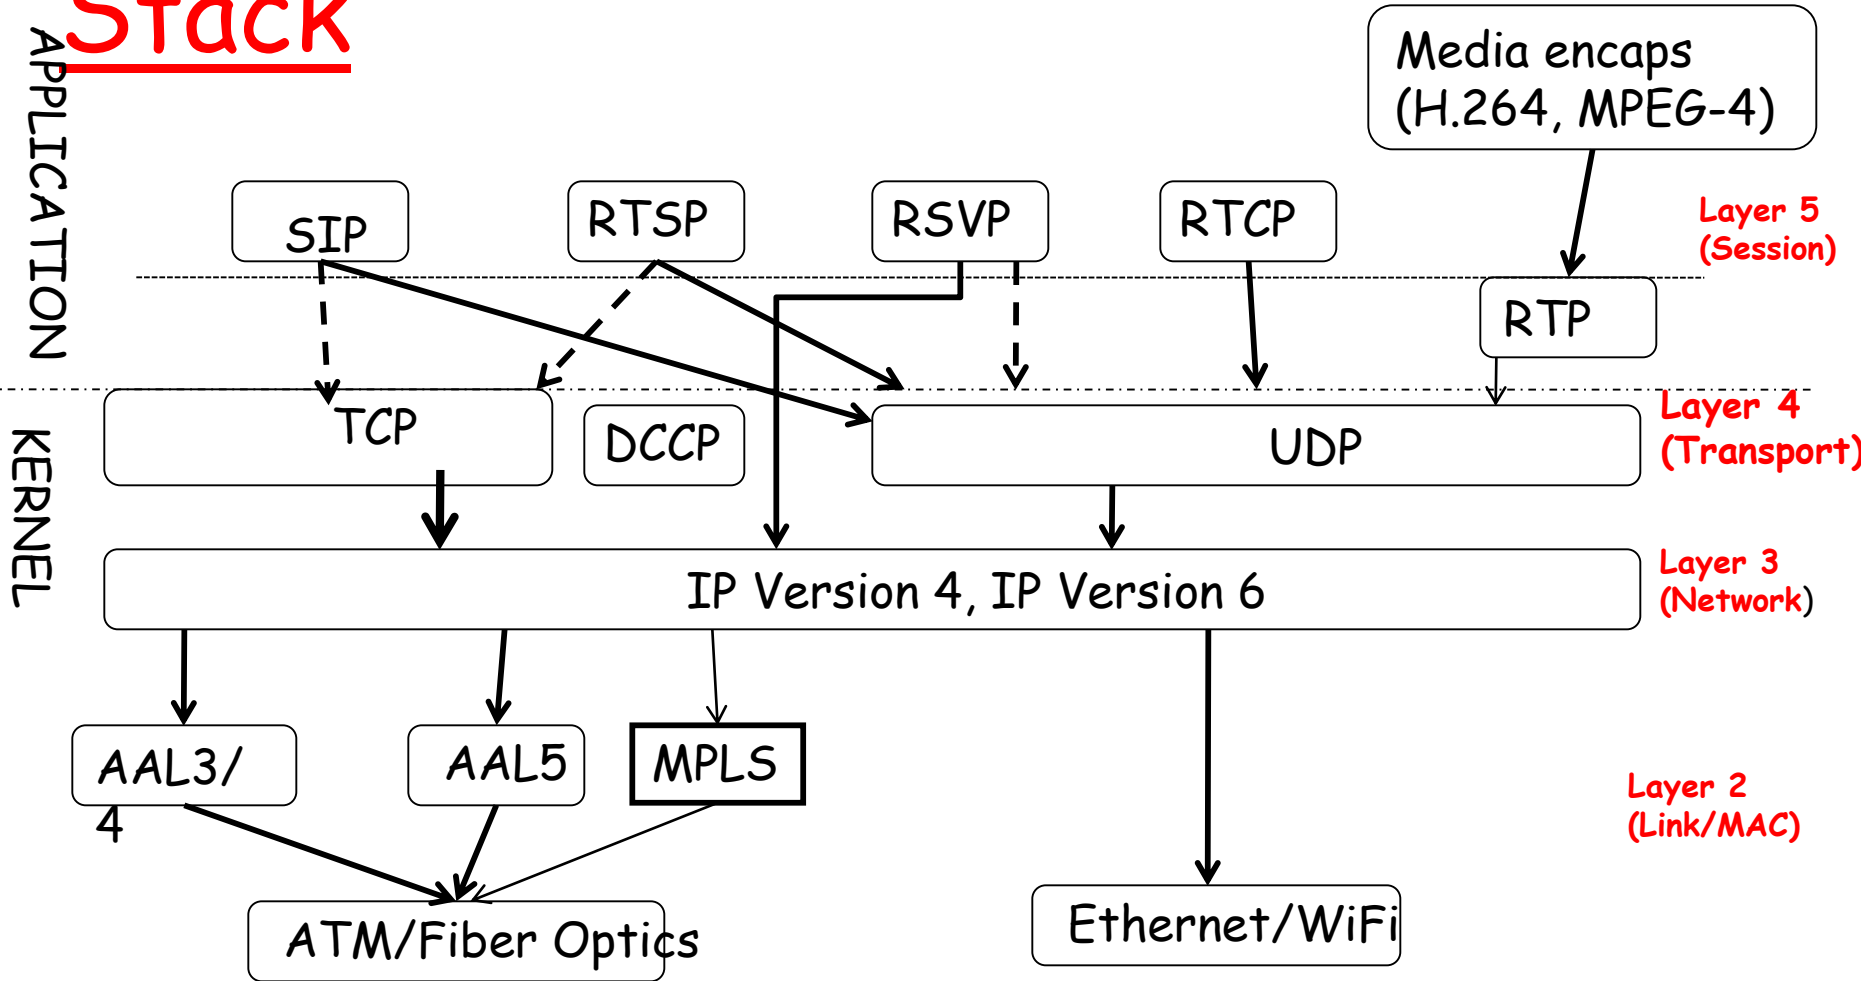 Stack
APPLICATION
Media encaps
(H.264, MPEG-4)
SIP
RTSP
RSVP
RTCP
Layer 5
(Session)
RTP
KERNEL
TCP
DCCP
UDP
Layer 4
(Transport)
IP Version 4, IP Version 6
Layer 3
(Network)
AAL3/
4
AAL5
MPLS
Layer 2
(Link/MAC)
ATM/Fiber Optics
Ethernet/WiFi